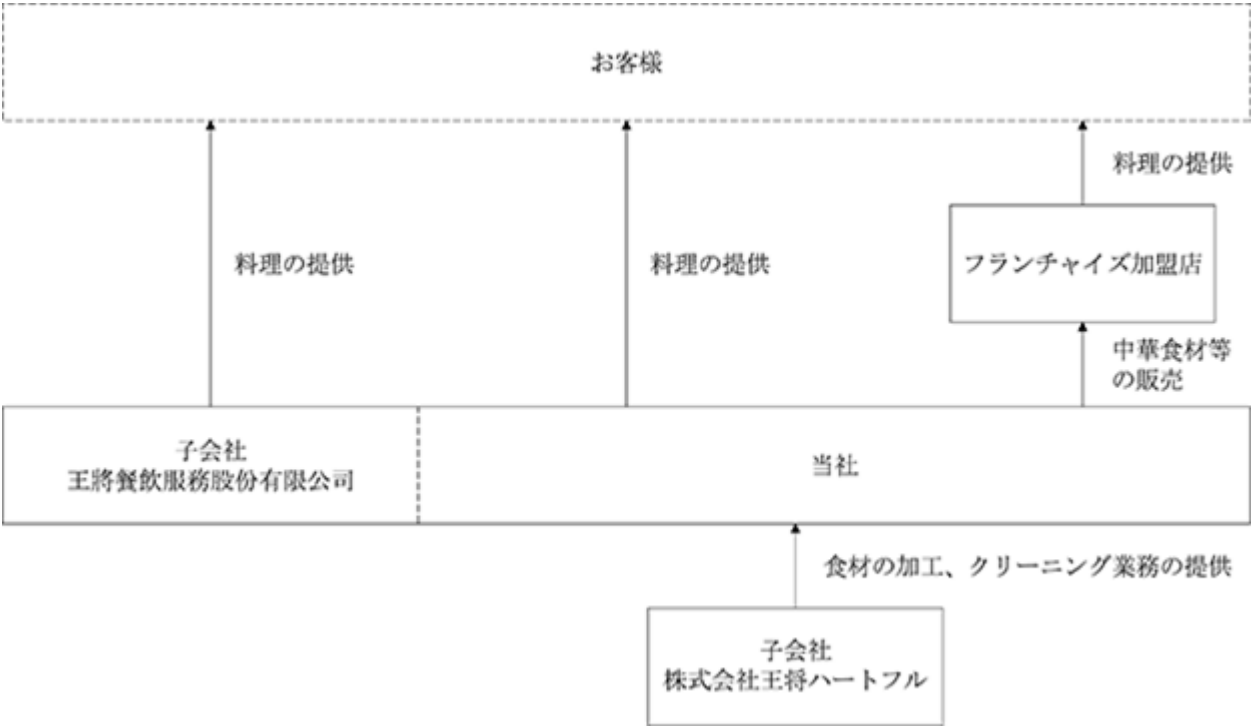 お客様
料理の提供
フランチャイズ加盟店
料理の提供
料理の提供
中華食材等
の販売
子会社
王將餐飲服務股份有限公司
当社
食材の加工、クリーニング業務の提供
子会社
株式会社王将ハートフル